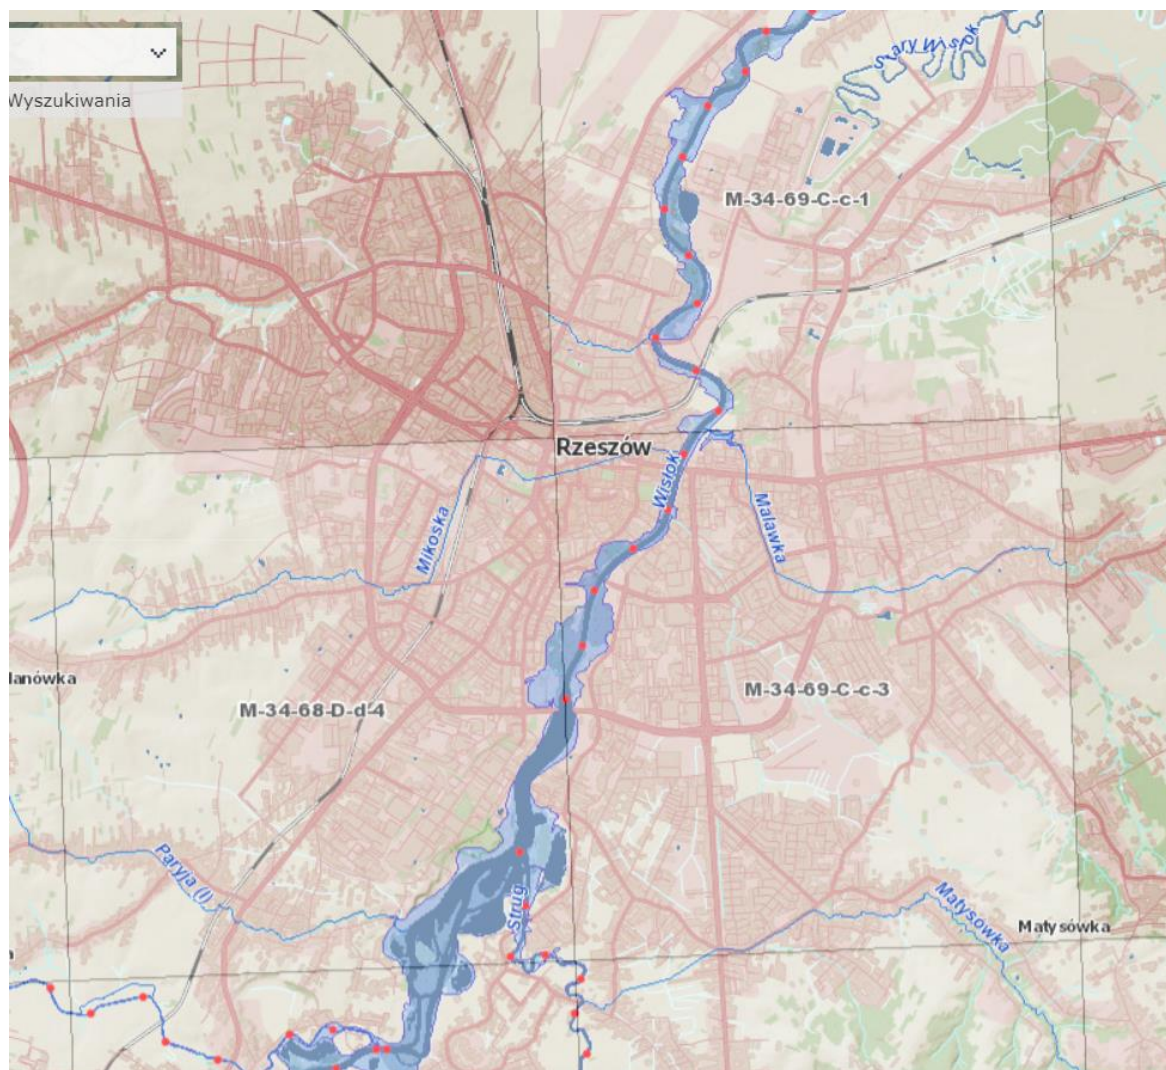 Stary Wisłok
Wyszukiwania
M-34-69-C-c-1
Rzeszów
Wisłok
Mikoska
Malawka
lanówka
M-34-69-C-c-3
M-34-68-D-d-4
Paryja (I)
Strug
Matysówka
Matysówka
a